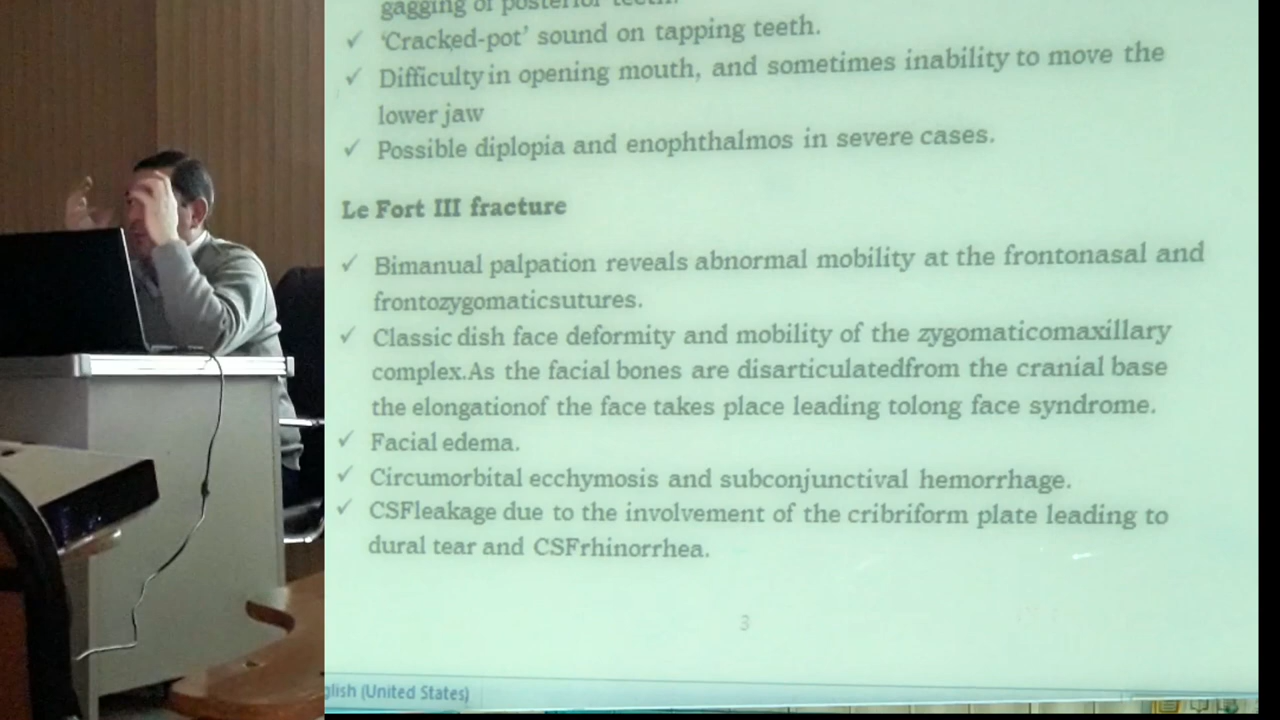 gagging of posterior teeth.
✓ ‘Cracked-pot’ sound on tapping teeth.
✓ Difficulty in opening mouth, and sometimes inability to move the
lower jaw
✓ Possible diplopia and enophthalmos in severe cases.
Le Fort III fracture
✓ Bimanual palpation reveals abnormal mobility at the frontonasal and
frontozygomaticsutures.
✓ Classic dish face deformity and mobility of the zygomaticomaxillary
complex.As the facial bones are disarticulatedfrom the cranial base
the elongationof the face takes place leading tolong face syndrome.
✓ Facial edema.
✓ Circumorbital ecchymosis and subconjunctival hemorrhage.
✓ CSFleakage due to the involvement of the cribriform plate leading to
dural tear and CSFrhinorrhea.
3
glish (United States)